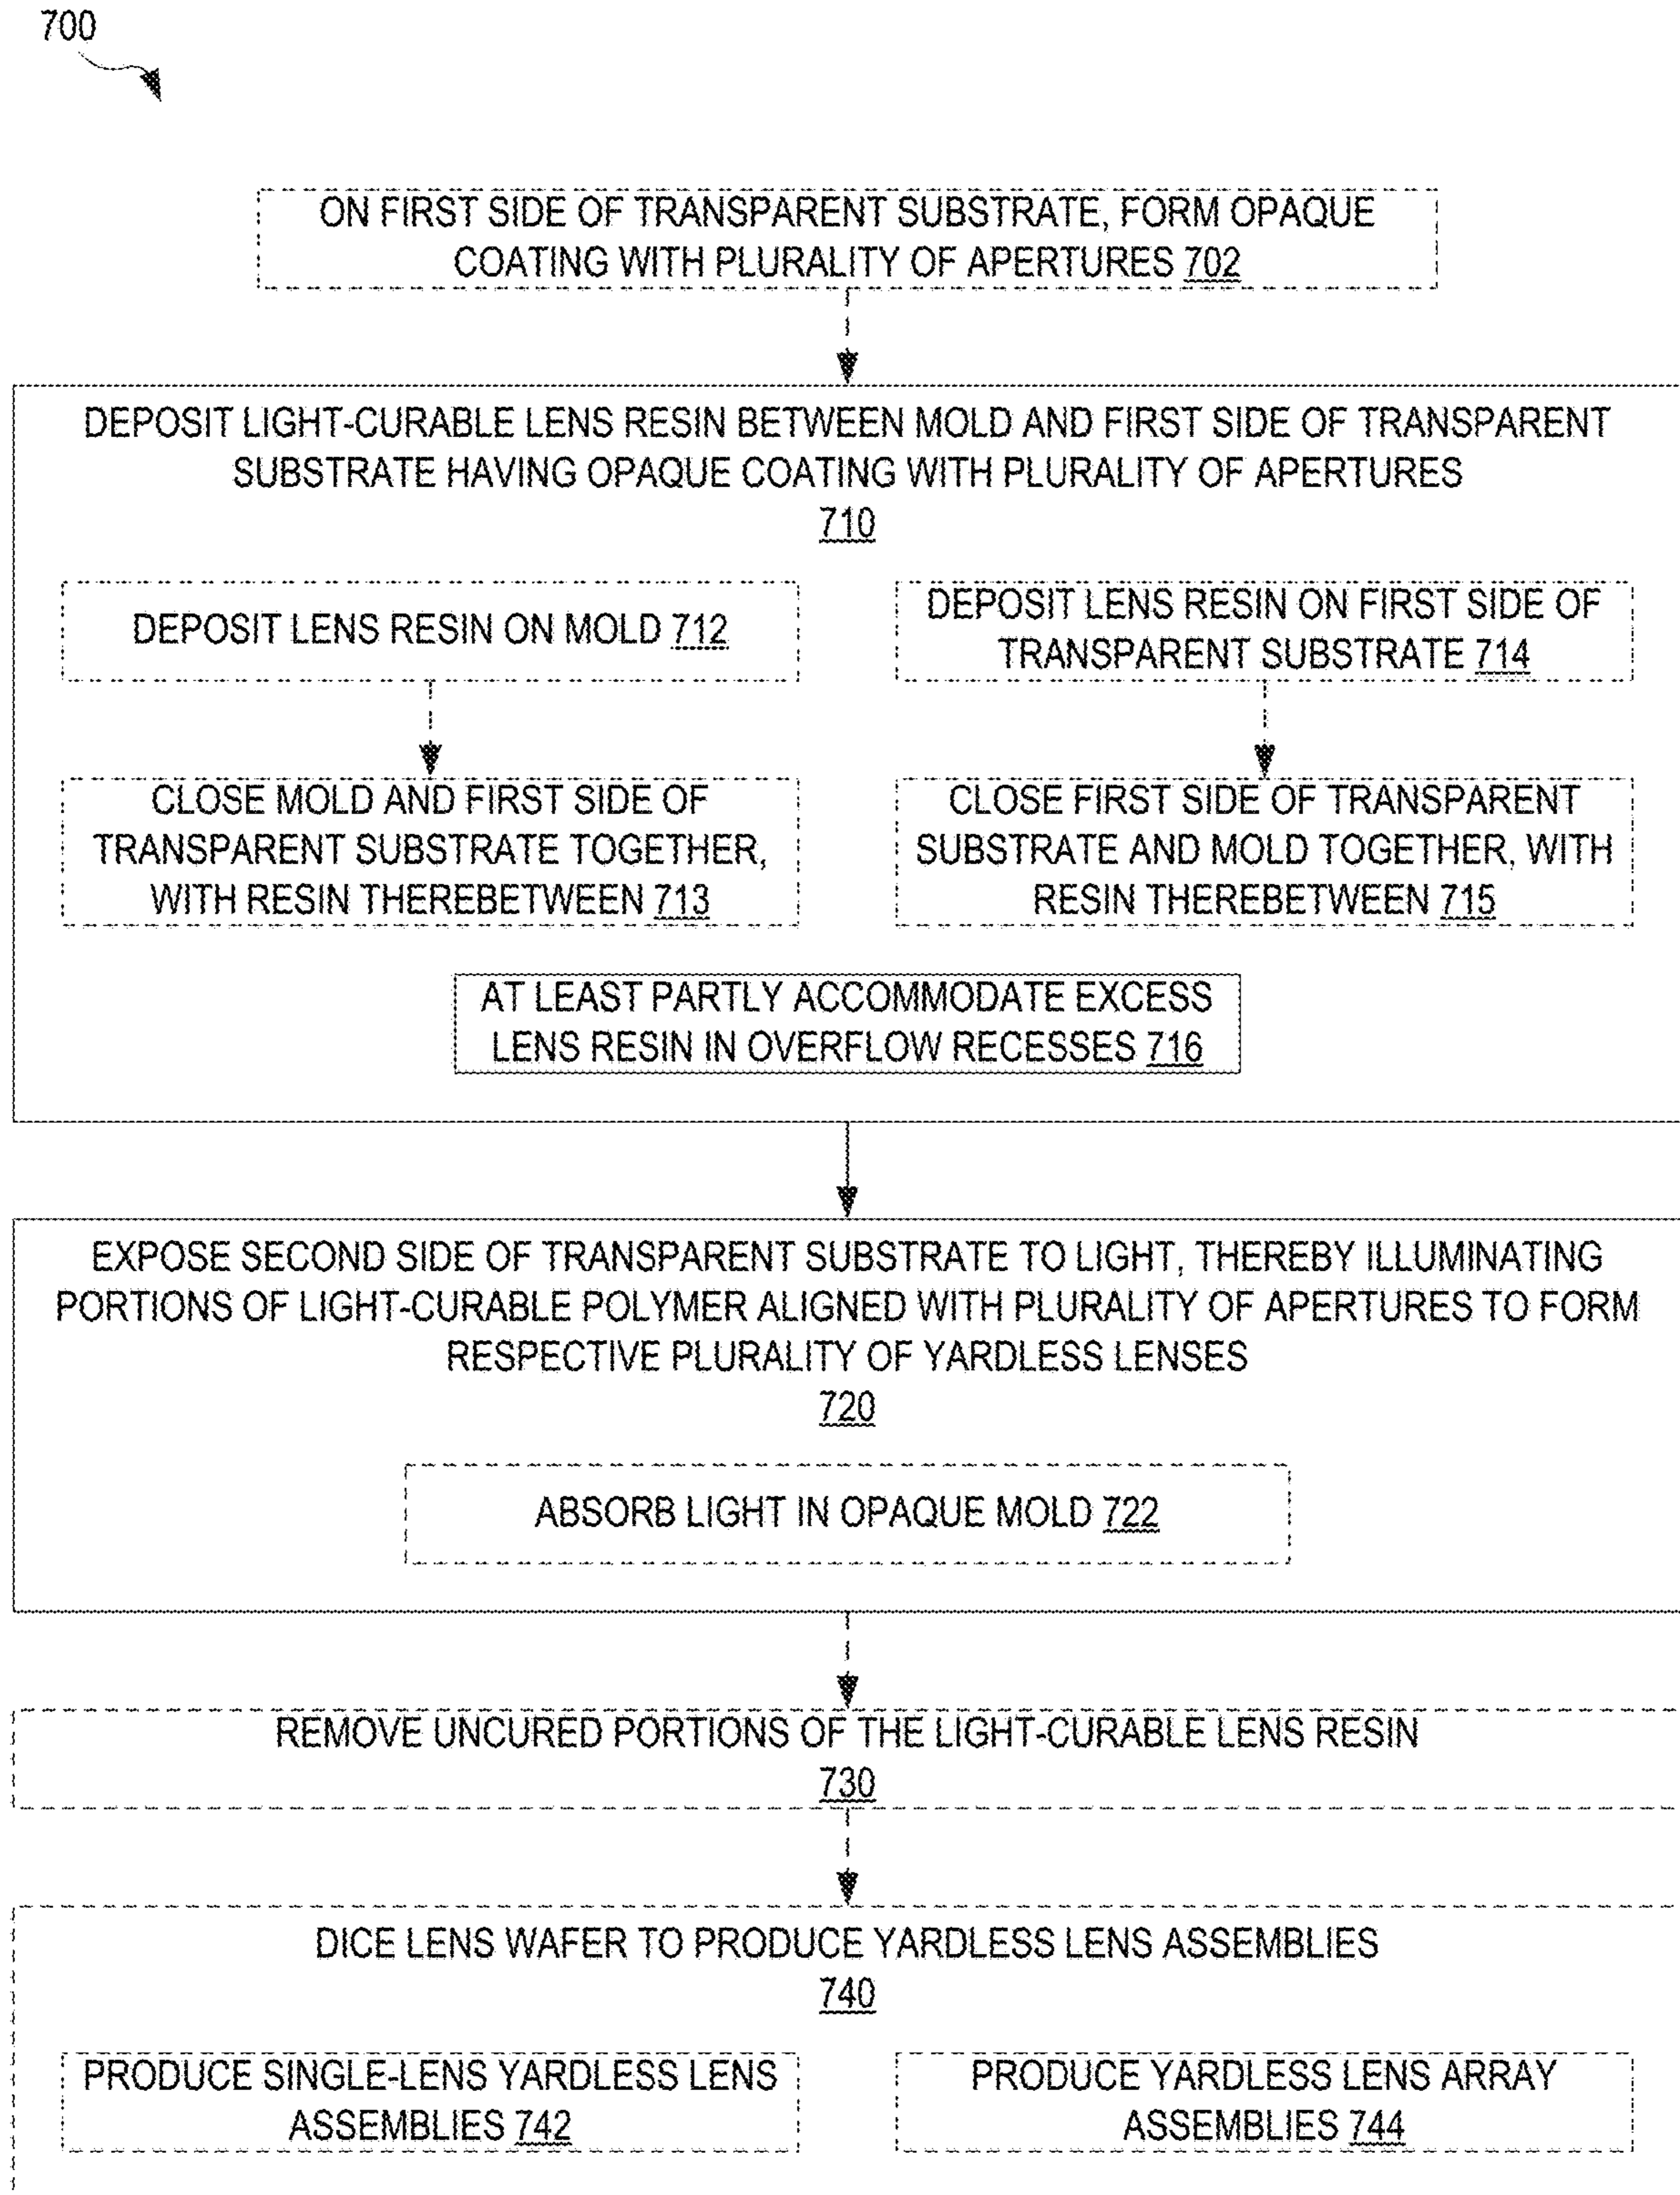 700
ON FIRST SIDE OF TRANSPARENT SUBSTRATE, FORM OPAQUE
COATING WITH PLURALITY OF APERTURES 702
DEPOSIT LIGHT-CURABLE LENS RESIN BETWEEN MOLD AND FIRST SIDE OF TRANSPARENT
SUBSTRATE HAVING OPAQUE COATING WITH PLURALITY OF APERTURES
710
DEPOSIT LENS RESIN ON MOLD 712
CLOSE MOLD AND FIRST SIDE OF
TRANSPARENT SUBSTRATE TOGETHER,
WITH RESIN THEREBETWEEN 713
DEPOSIT LENS RESIN ON FIRST SIDE OF
TRANSPARENT SUBSTRATE 714
CLOSE FIRST SIDE OF TRANSPARENT
SUBSTRATE AND MOLD TOGETHER, WITH
RESIN THEREBETWEEN 715
AT LEAST PARTLY ACCOMMODATE EXCESS
LENS RESIN IN OVERFLOW RECESSES 716
EXPOSE SECOND SIDE OF TRANSPARENT SUBSTRATE TO LIGHT, THEREBY ILLUMINATING
PORTIONS OF LIGHT-CURABLE POLYMER ALIGNED WITH PLURALITY OF APERTURES TO FORM
RESPECTIVE PLURALITY OF YARDLESS LENSES
720
ABSORB LIGHT IN OPAQUE MOLD 722
REMOVE UNCURED PORTIONS OF THE LIGHT-CURABLE LENS RESIN
730
DICE LENS WAFER TO PRODUCE YARDLESS LENS ASSEMBLIES
740
PRODUCE SINGLE-LENS YARDLESS LENS
ASSEMBLIES 742
PRODUCE YARDLESS LENS ARRAY
ASSEMBLIES 744